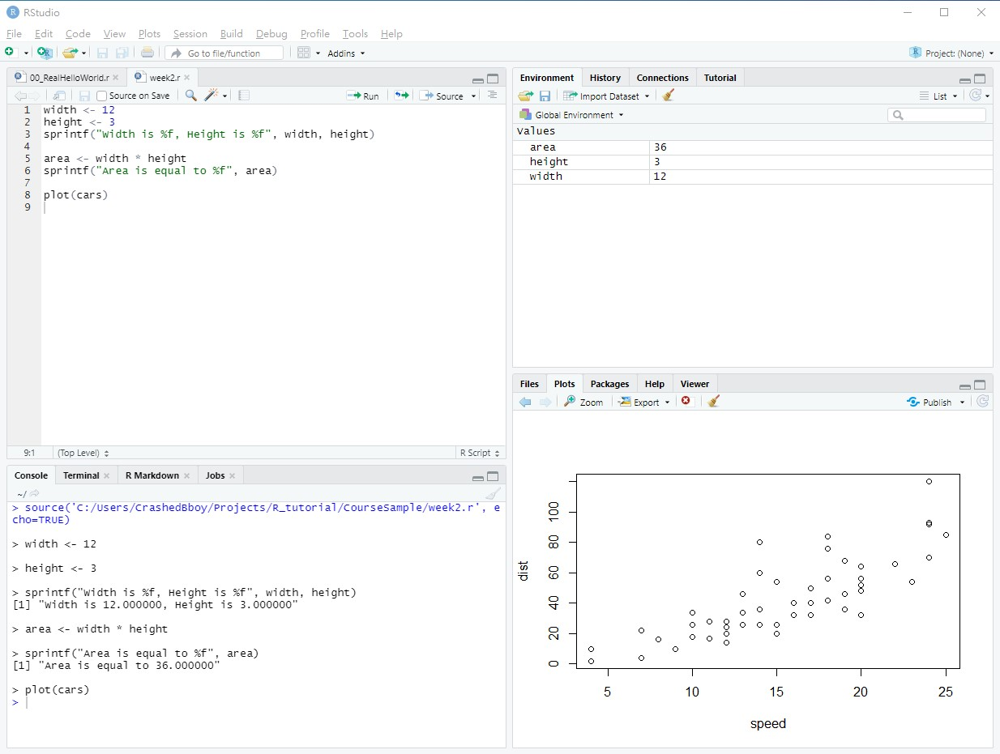 RStudio
File Edit Code View Plots Session Build Debug Profile Tools Help
Go to file/function Addins Project: (None)
00_RealHelloWorld.r week2.r
Source on Save Run Source
1 width <- 12
2 height <- 3
3 sprintf("Width is %f, Height is %f", width, height)
4
5 area <- width * height
6 sprintf("Area is equal to %f", area)
7
8 plot(cars)
9
9:1 (Top Level) R Script
Console Terminal R Markdown Jobs
~/
> source('C:/Users/CrashedBboy/Projects/R_tutorial/CourseSample/week2.r', e
cho=TRUE)
> width <- 12
> height <- 3
> sprintf("Width is %f, Height is %f", width, height)
[1] "Width is 12.000000, Height is 3.000000"
> area <- width * height
> sprintf("Area is equal to %f", area)
[1] "Area is equal to 36.000000"
> plot(cars)
>
Environment History Connections Tutorial
Import Dataset List
Global Environment
Values
area 36
height 3
width 12
Files Plots Packages Help Viewer
Zoom Export Publish
dist
100
80
60
40
20
0
5 10 15 20 25
speed